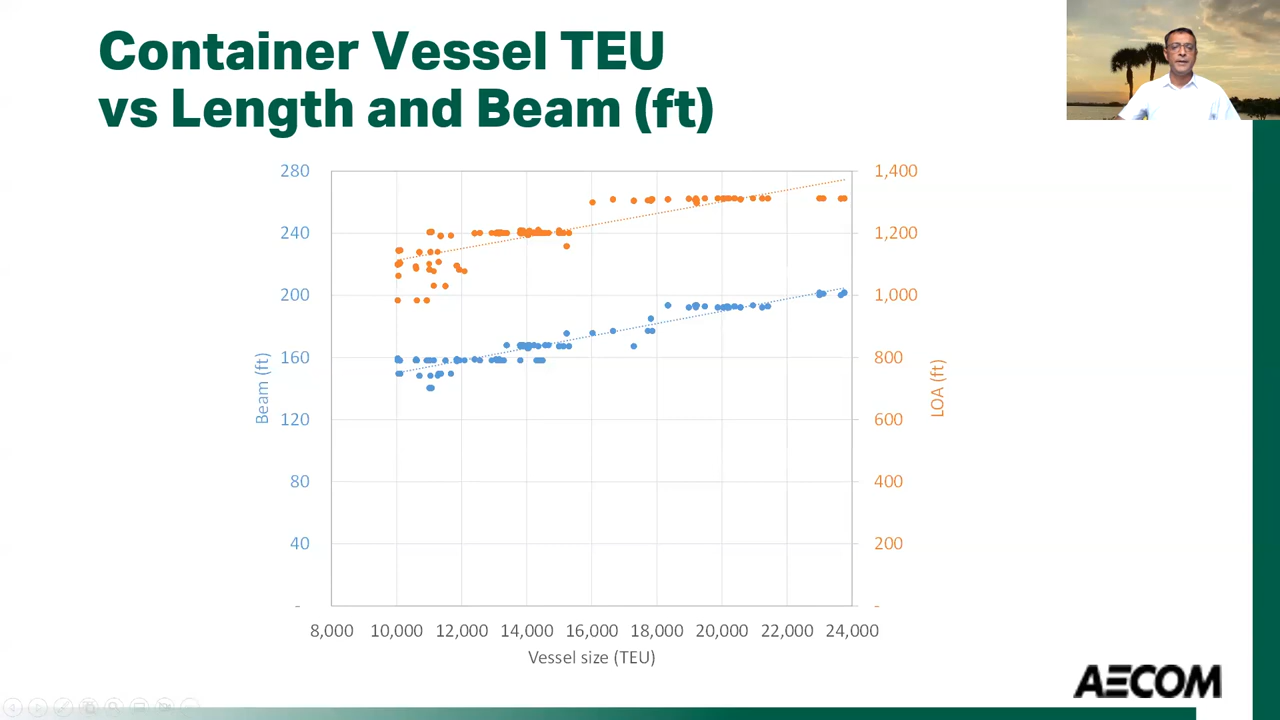 Container Vessel TEU
vs Length and Beam (ft)
280
240
200
160
120
80
40
-
Beam (ft)
1,400
1,200
1,000
800
600
400
200
-
LOA (ft)
8,000 10,000 12,000 14,000 16,000 18,000 20,000 22,000 24,000
Vessel size (TEU)
AECOM